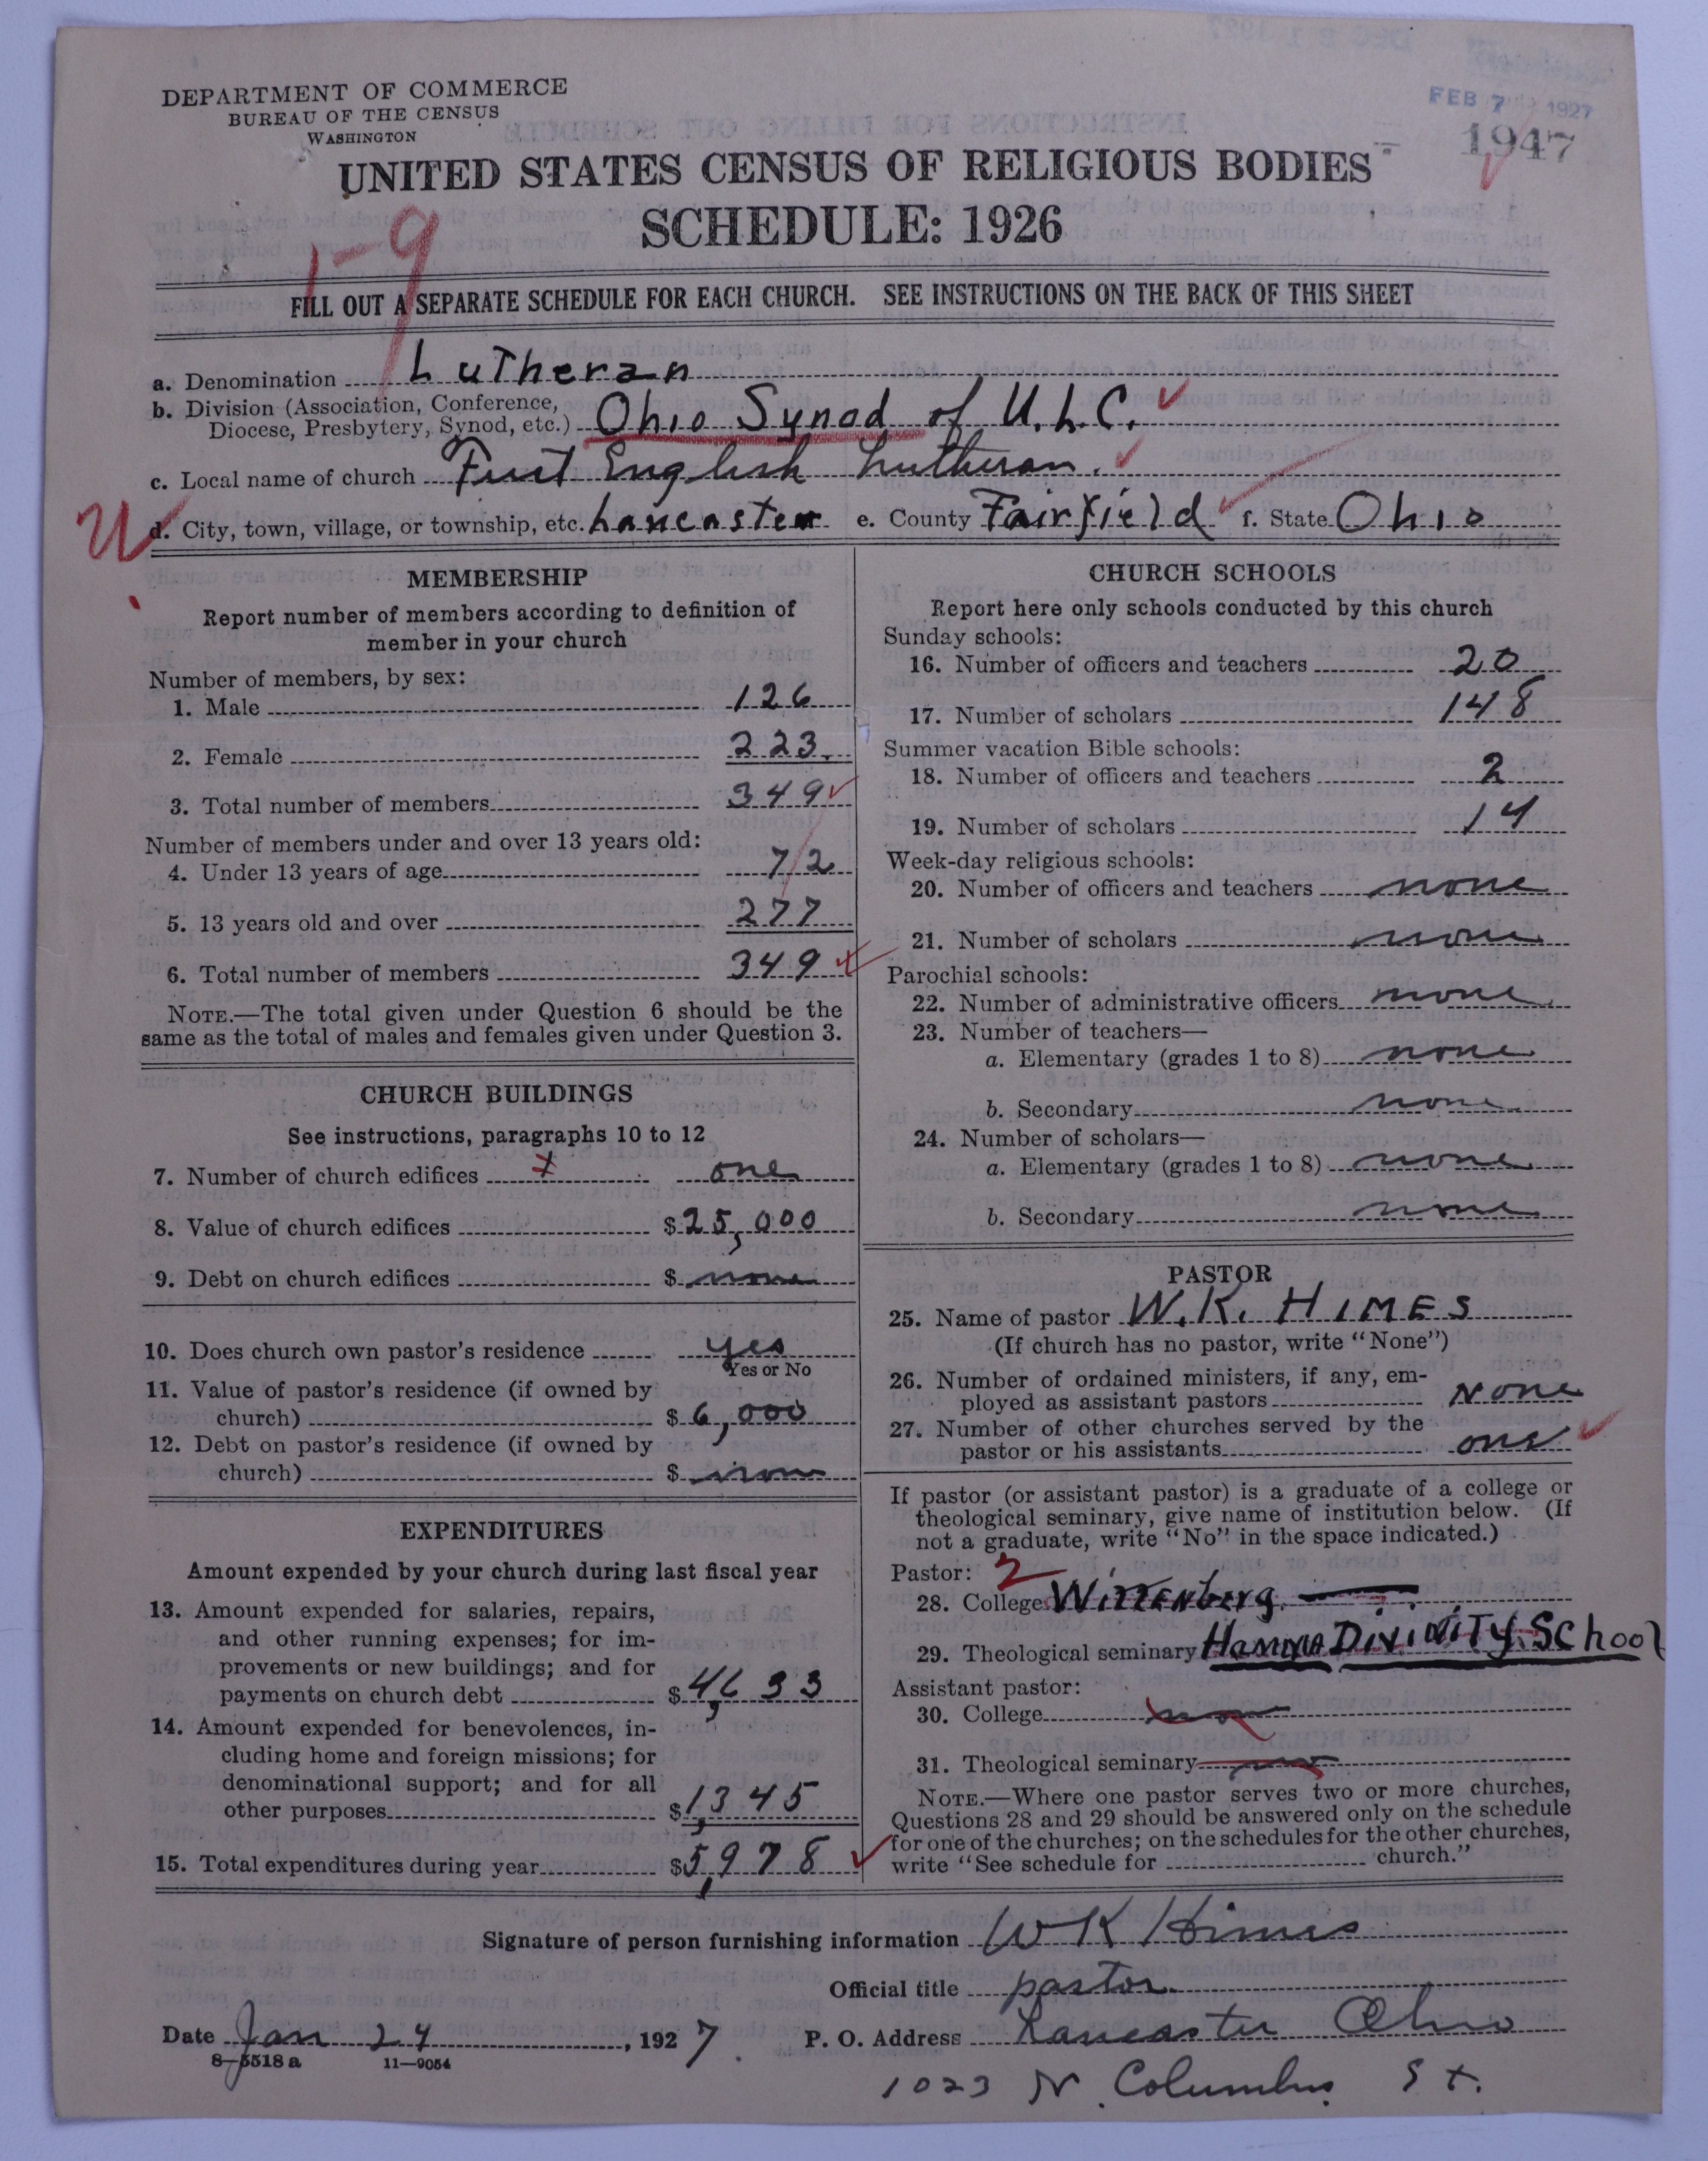 DEPARTMENT OF COMMERCE
BUREAU OF THE CENSUS
WASHINGTON
FEB 7 1927
1947
UNITED STATES CENSUS OF RELIGIOUS BODIES
SCHEDULE: 1926
1-9
FILL OUT A SEPARATE SCHEDULE FOR EACH CHURCH. SEE INSTRUCTIONS ON THE BACK OF THIS SHEET
a. Denomination Lutheran
b. Division (Association, Conference,
Diocese, Presbytery, Synod, etc.) Ohio Synod of U.L.C.
c. Local name of church First English Lutheran.
d. City, town, village, or township, etc. Lancaster e. County Fairfield f. State Ohio
MEMBERSHIP
Report number of members according to definition of
member in your church
Number of members, by sex:
1. Male 126
2. Female 223.
3. Total number of members 349
Number of members under and over 13 years old:
4. Under 13 years of age 72
5. 13 years old and over 277
6. Total number of members 349
NOTE.—The total given under Question 6 should be the
same as the total of males and females given under Question 3.
CHURCH BUILDINGS
See instructions, paragraphs 10 to 12
7. Number of church edifices one
8. Value of church edifices $25,000
9. Debt on church edifices $ none
10. Does church own pastor's residence yes
Yes or No
11. Value of pastor's residence (if owned by
church) $ 6,000
12. Debt on pastor's residence (if owned by
church) $ none
EXPENDITURES
Amount expended by your church during last fiscal year
13. Amount expended for salaries, repairs,
and other running expenses; for im-
provements or new buildings; and for
payments on church debt $4,633
14. Amount expended for benevolences, in-
cluding home and foreign missions; for
denominational support; and for all
other purposes $1,345
15. Total expenditures during year $5,978
CHURCH SCHOOLS
Report here only schools conducted by this church
Sunday schools:
16. Number of officers and teachers 20
17. Number of scholars 148
Summer vacation Bible schools:
18. Number of officers and teachers 2
19. Number of scholars 14
Week-day religious schools:
20. Number of officers and teachers none
21. Number of scholars none
Parochial schools:
22. Number of administrative officers none
23. Number of teachers—
a. Elementary (grades 1 to 8) none
b. Secondary none
24. Number of scholars—
a. Elementary (grades 1 to 8) none
b. Secondary none
PASTOR
25. Name of pastor W.K. HIMES
(If church has no pastor, write "None")
26. Number of ordained ministers, if any, em-
ployed as assistant pastors None
27. Number of other churches served by the
pastor or his assistants one
If pastor (or assistant pastor) is a graduate of a college or
theological seminary, give name of institution below. (If
not a graduate, write "No" in the space indicated.)
Pastor: 2
28. College Wittenberg
29. Theological seminary Hamma DIVINITY School
Assistant pastor:
30. College
31. Theological seminary
NOTE.—Where one pastor serves two or more churches,
Questions 28 and 29 should be answered only on the schedule
for one of the churches; on the schedules for the other churches,
write "See schedule for church."
Signature of person furnishing information W K Himes
Official title pastor
Date Jan 24, 1927. P. O. Address Lancaster Ohio
8-5518 a 11-9054
1023 N. Columbus St.